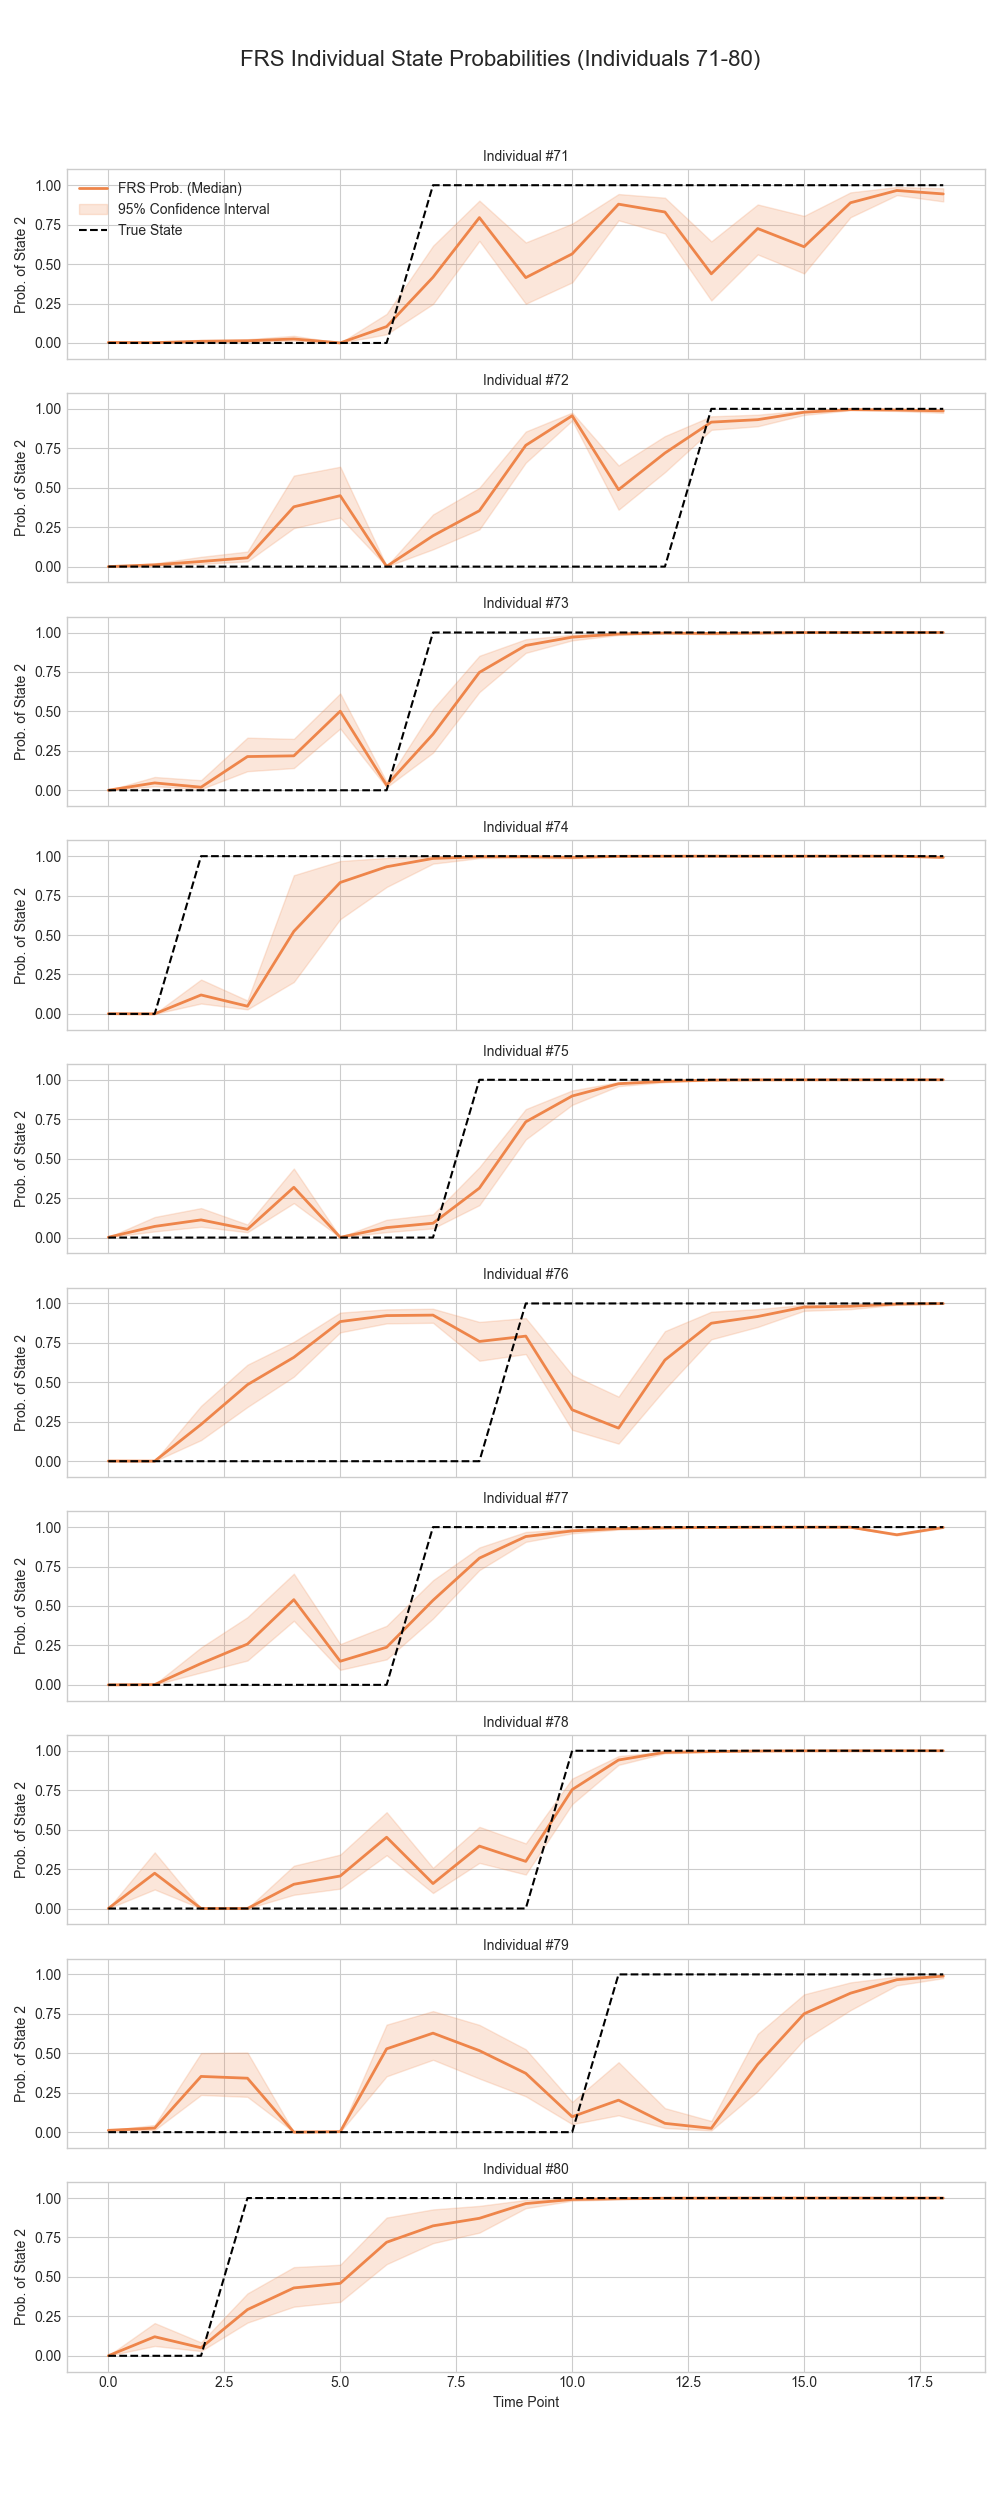 FRS Individual State Probabilities (Individuals 71-80)
Individual #71
1.00
0.75
0.50
0.25
0.00
Prob. of State 2
FRS Prob. (Median)
95% Confidence Interval
True State
Individual #72
1.00
0.75
0.50
0.25
0.00
Prob. of State 2
Individual #73
1.00
0.75
0.50
0.25
0.00
Prob. of State 2
Individual #74
1.00
0.75
0.50
0.25
0.00
Prob. of State 2
Individual #75
1.00
0.75
0.50
0.25
0.00
Prob. of State 2
Individual #76
1.00
0.75
0.50
0.25
0.00
Prob. of State 2
Individual #77
1.00
0.75
0.50
0.25
0.00
Prob. of State 2
Individual #78
1.00
0.75
0.50
0.25
0.00
Prob. of State 2
Individual #79
1.00
0.75
0.50
0.25
0.00
Prob. of State 2
Individual #80
1.00
0.75
0.50
0.25
0.00
Prob. of State 2
0.0 2.5 5.0 7.5 10.0 12.5 15.0 17.5
Time Point